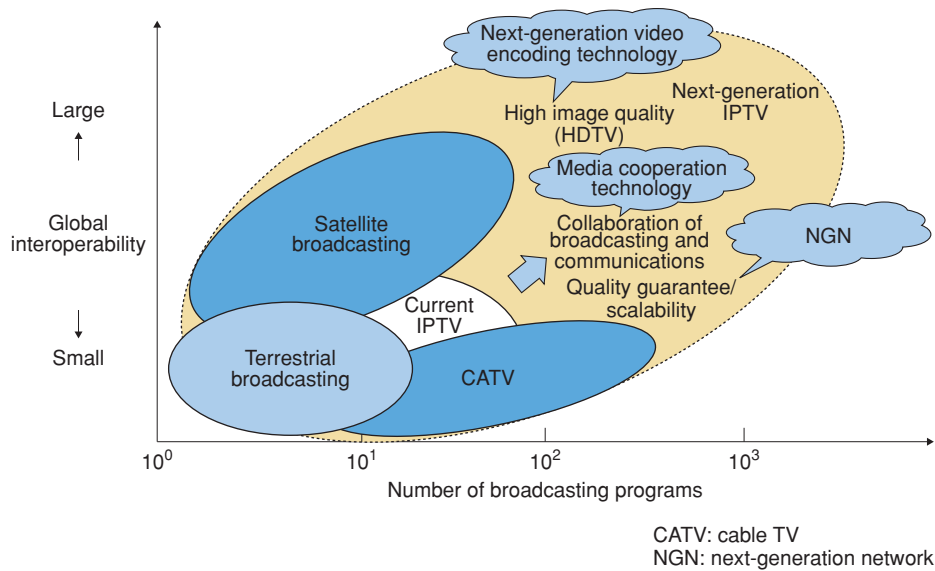 Next-generation video
encoding technology
Large
High image quality
(HDTV)
Next-generation
IPTV
Media cooperation
technology
Global
interoperability
Satellite
broadcasting
Collaboration of
broadcasting and
communications
NGN
Quality guarantee/
scalability
Current
IPTV
Small
Terrestrial
broadcasting
CATV
10⁰
10¹
10²
10³
Number of broadcasting programs
CATV: cable TV
NGN: next-generation network